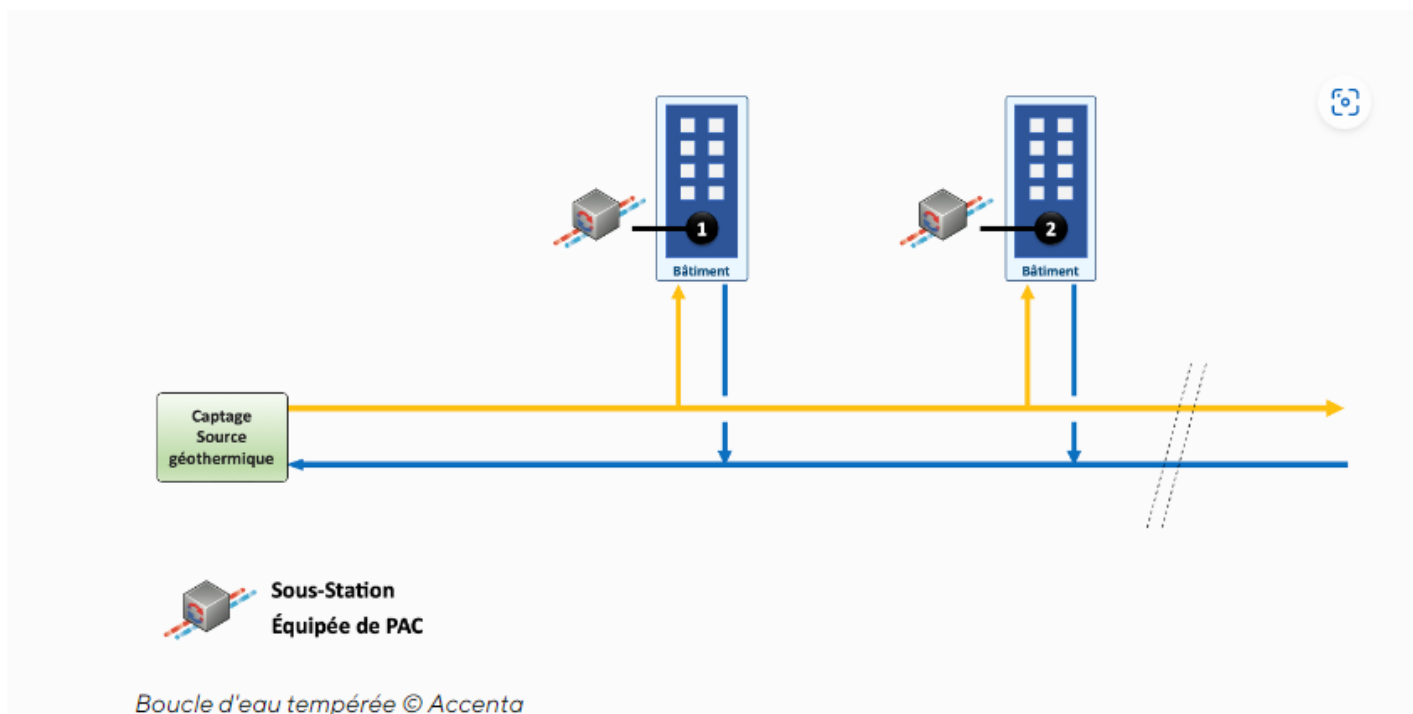 1
2
Bâtiment
Bâtiment
Captage
Source
géothermique
Sous-Station
Équipée de PAC
Boucle d'eau tempérée © Accenta